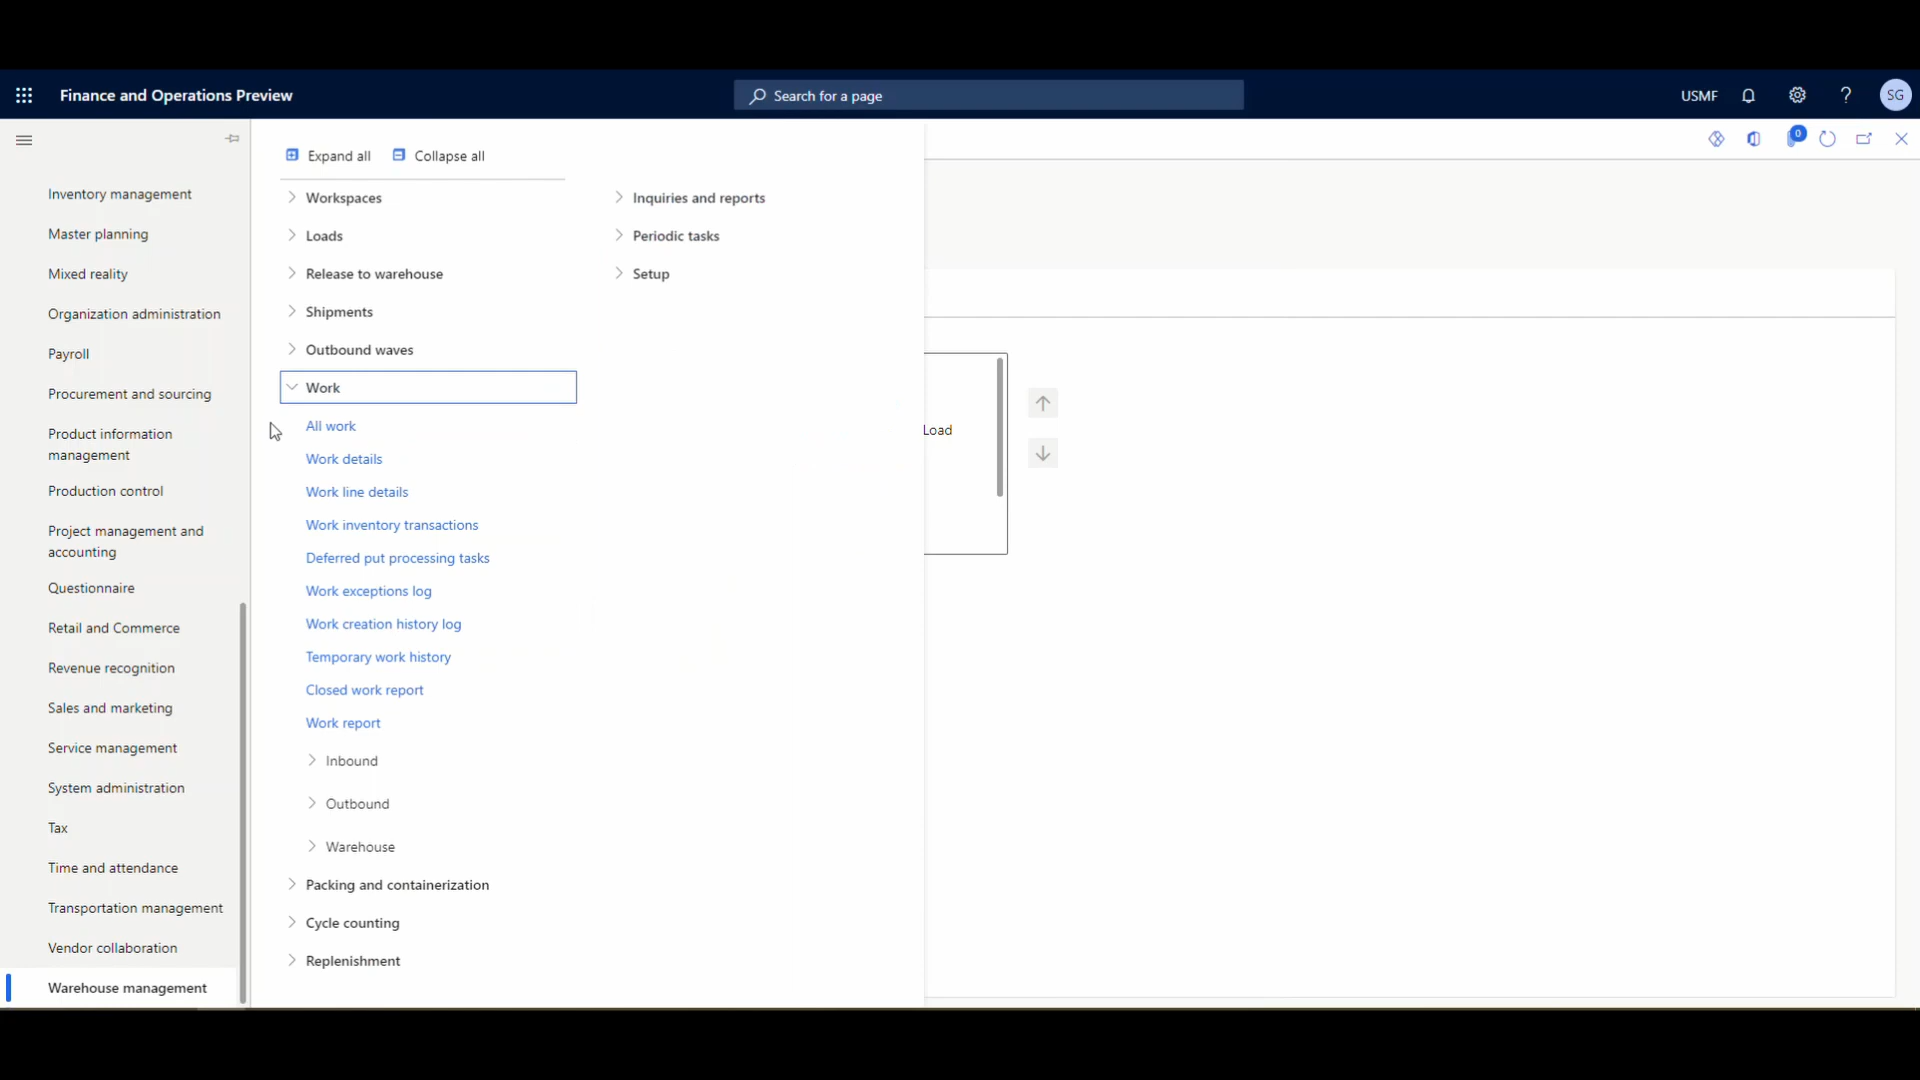 Finance and Operations Preview
Search for a page
USMF
SG
0
Inventory management
Master planning
Mixed reality
Organization administration
Payroll
Procurement and sourcing
Product information
management
Production control
Project management and
accounting
Questionnaire
Retail and Commerce
Revenue recognition
Sales and marketing
Service management
System administration
Tax
Time and attendance
Transportation management
Vendor collaboration
Warehouse management
Expand all
Collapse all
Workspaces
Loads
Release to warehouse
Shipments
Outbound waves
Work
All work
Work details
Work line details
Work inventory transactions
Deferred put processing tasks
Work exceptions log
Work creation history log
Temporary work history
Closed work report
Work report
Inbound
Outbound
Warehouse
Packing and containerization
Cycle counting
Replenishment
Inquiries and reports
Periodic tasks
Setup
Load